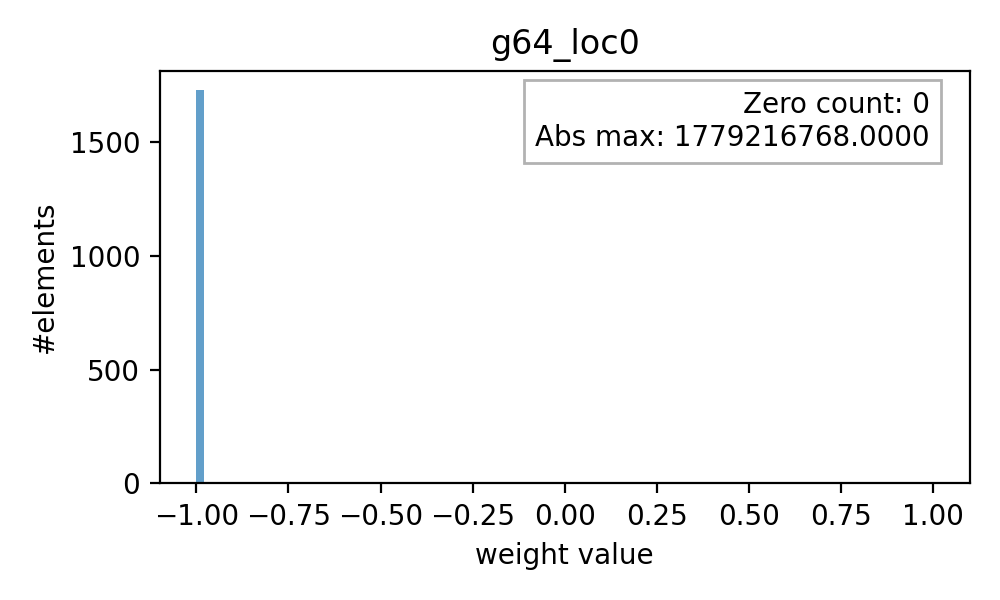 g64_loc0
Zero count: 0
Abs max: 1779216768.0000
1500
1000
500
0
#elements
−1.00 −0.75 −0.50 −0.25 0.00 0.25 0.50 0.75 1.00
weight value